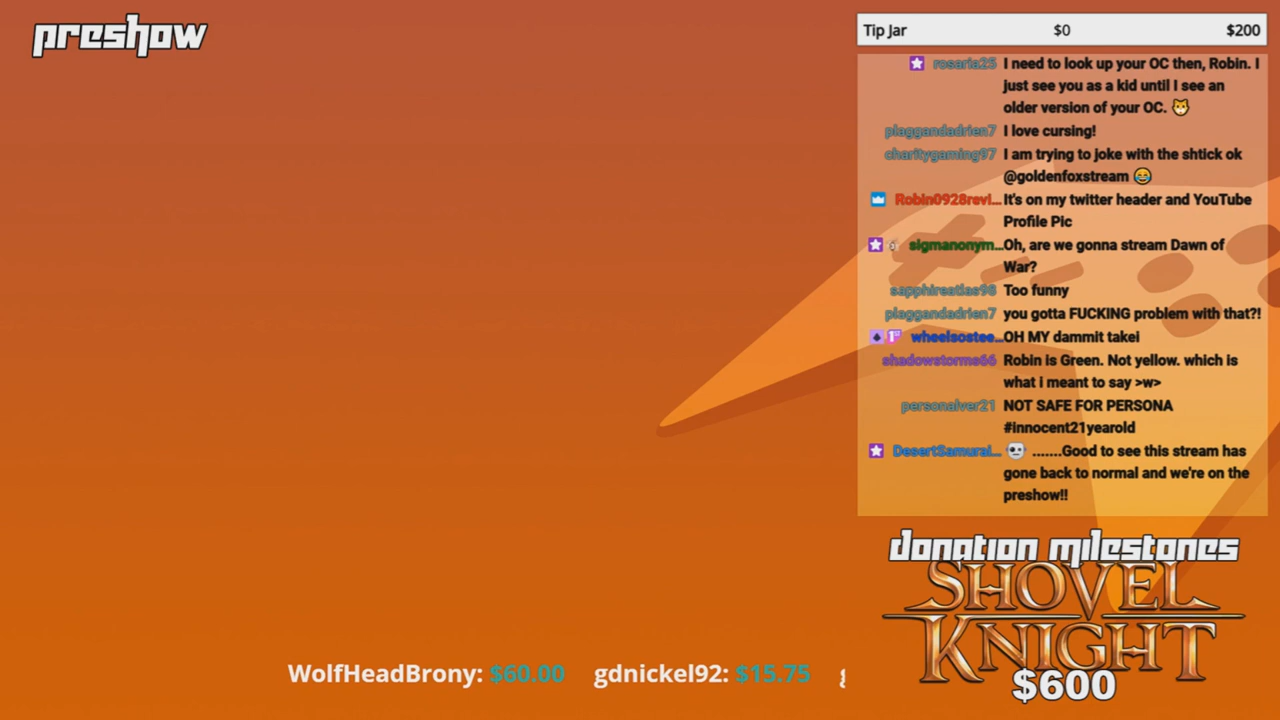 preshow
Tip Jar $0 $200
rosaria25 I need to look up your OC then, Robin. I
just see you as a kid until I see an
older version of your OC.
plaggandadrien7 I love cursing!
charitygaming97 I am trying to joke with the shtick ok
@goldenfoxstream
Robin0928revi... It's on my twitter header and YouTube
Profile Pic
sigmanonym... Oh, are we gonna stream Dawn of
War?
sapphireatlas98 Too funny
plaggandadrien7 you gotta FUCKING problem with that?!
wheelsostee... OH MY dammit takei
shadowstorms66 Robin is Green. Not yellow. which is
what i meant to say >w>
personalver21 NOT SAFE FOR PERSONA
#innocent21yearold
DesertSamurai... .......Good to see this stream has
gone back to normal and we're on the
preshow!!
donation milestones
SHOVEL
KNIGHT
$600
WolfHeadBrony: $60.00 gdnickel92: $15.75